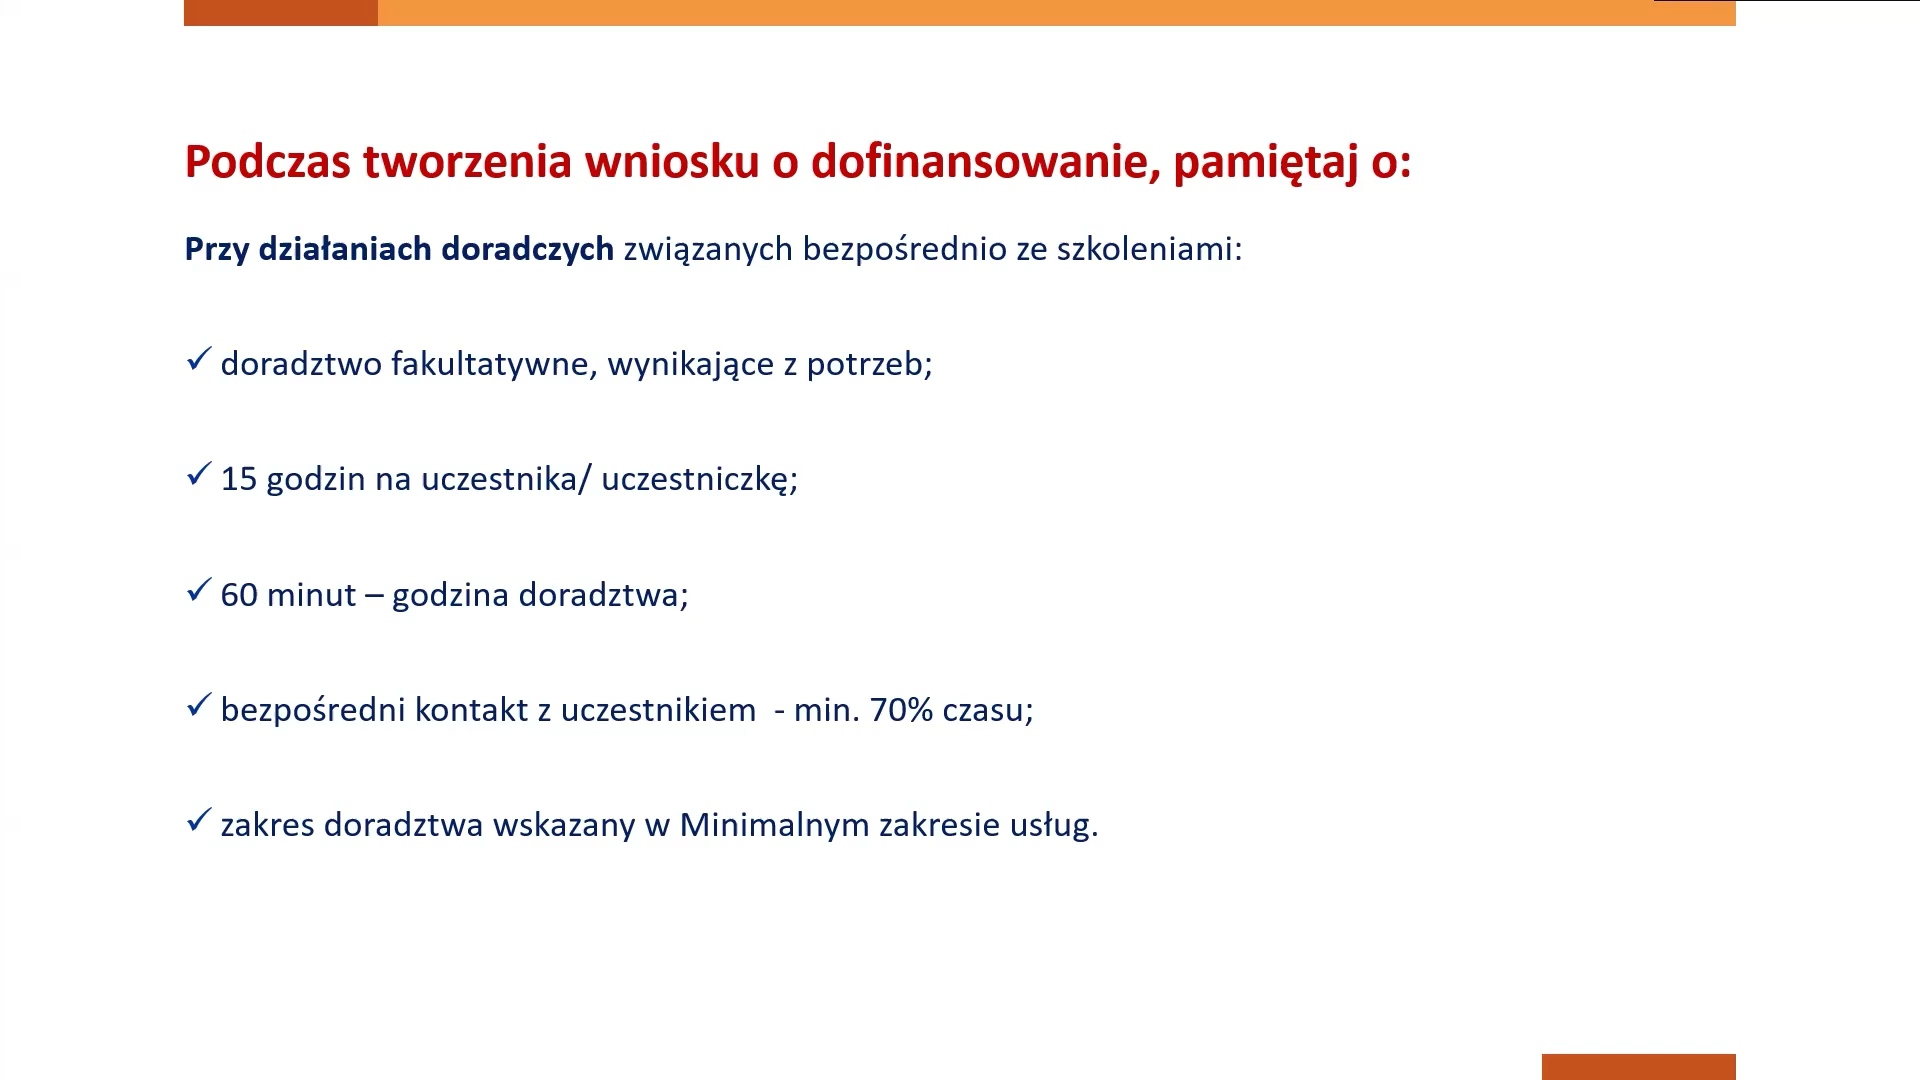 Podczas tworzenia wniosku o dofinansowanie, pamiętaj o:
Przy działaniach doradczych związanych bezpośrednio ze szkoleniami:
✓ doradztwo fakultatywne, wynikające z potrzeb;
✓ 15 godzin na uczestnika/ uczestniczkę;
✓ 60 minut – godzina doradztwa;
✓ bezpośredni kontakt z uczestnikiem  - min. 70% czasu;
✓ zakres doradztwa wskazany w Minimalnym zakresie usług.